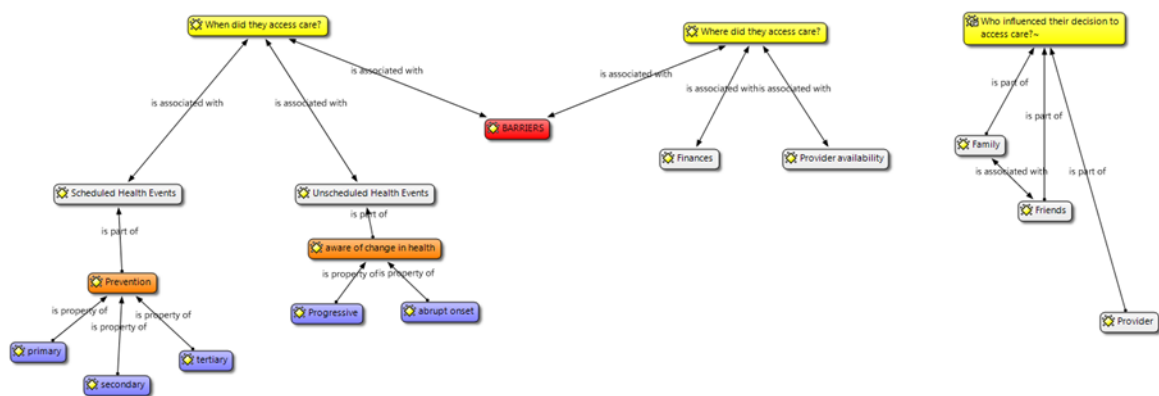 When did they access care?
Where did they access care?
Who influenced their decision to
access care?~
is associated with
is part of
is associated with
is associated with
is associated with
is associated with
is part of
BARRIERS
Family
Finances
Provider availability
is associated with
is part of
Scheduled Health Events
Unscheduled Health Events
Friends
is part of
is part of
aware of change in health
is property of
is property of
Prevention
Progressive
abrupt onset
Provider
is property of
is property of
is property of
primary
tertiary
secondary